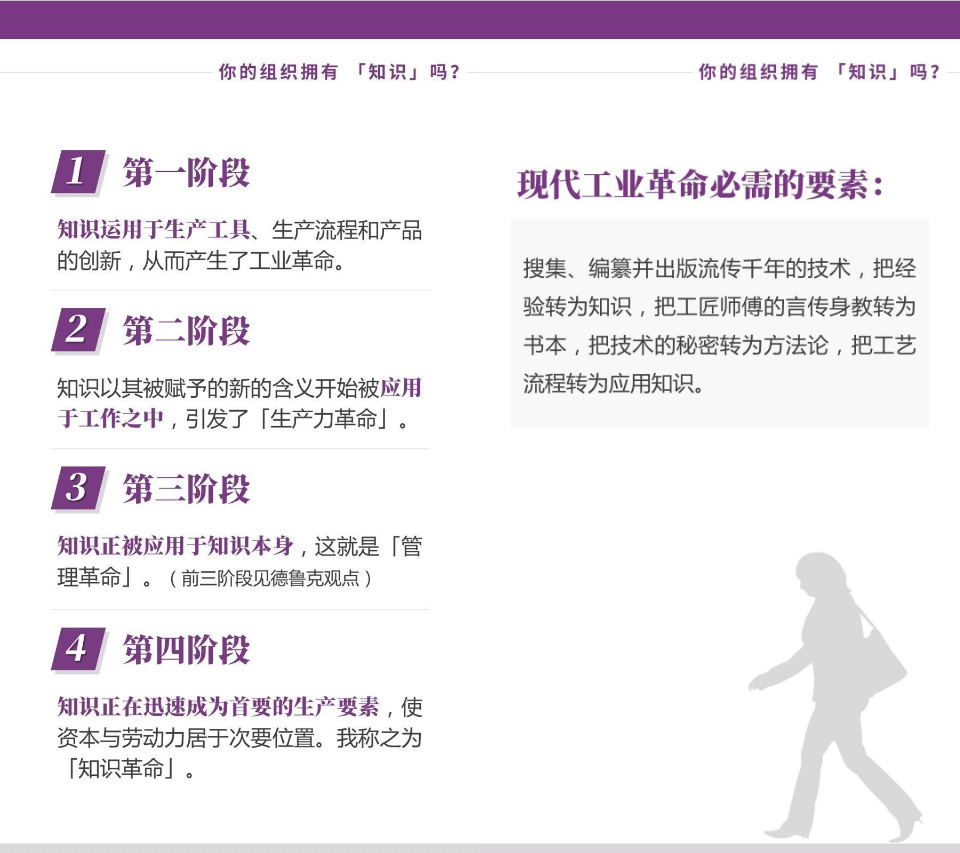 你的组织拥有 「知识」吗？
你的组织拥有 「知识」吗？
1 第一阶段
知识运用于生产工具、生产流程和产品
的创新，从而产生了工业革命。
2 第二阶段
知识以其被赋予的新的含义开始被应用
于工作之中，引发了「生产力革命」。
3 第三阶段
知识正被应用于知识本身，这就是「管
理革命」。（前三阶段见德鲁克观点）
4 第四阶段
知识正在迅速成为首要的生产要素，使
资本与劳动力居于次要位置。我称之为
「知识革命」。
现代工业革命必需的要素：
搜集、编纂并出版流传千年的技术，把经
验转为知识，把工匠师傅的言传身教转为
书本，把技术的秘密转为方法论，把工艺
流程转为应用知识。